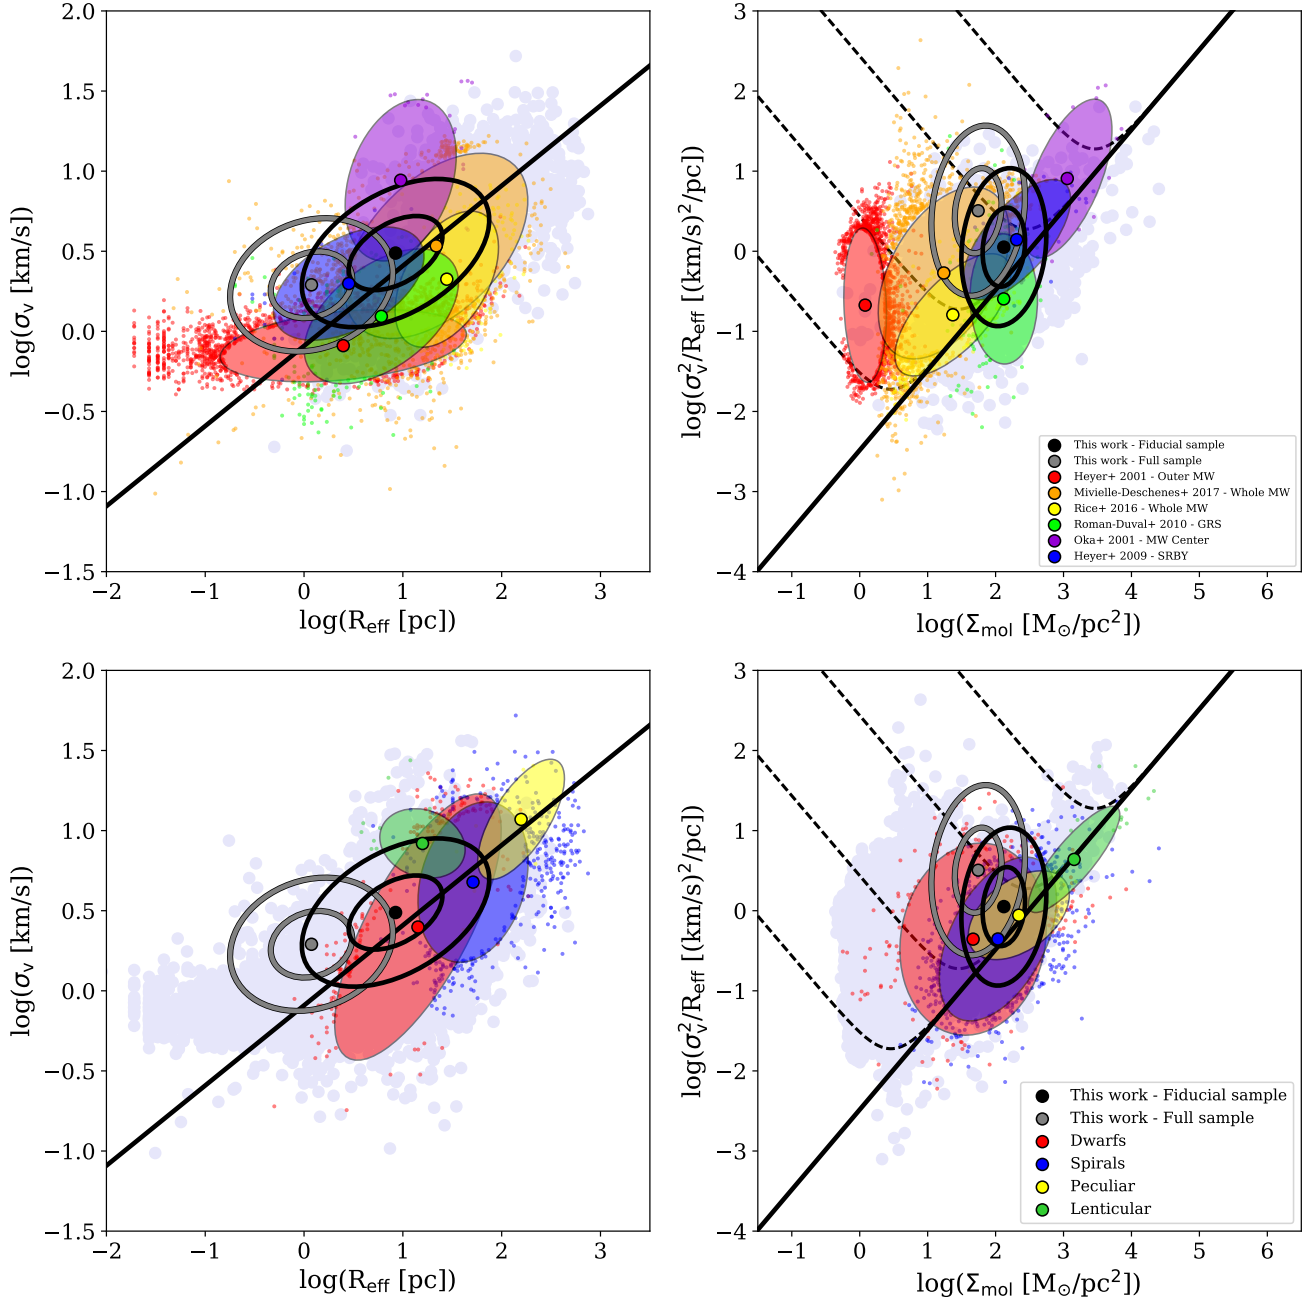 2.0
1.5
1.0
0.5
0.0
−0.5
−1.0
−1.5
−2
−1
0
1
2
3
log(σv [km/s])
log(Reff [pc])
3
2
1
0
−1
−2
−3
−4
−1
0
1
2
3
4
5
6
log(σv²/Reff [(km/s)²/pc])
log(Σmol [M⊙/pc²])
This work - Fiducial sample
This work - Full sample
Heyer+ 2001 - Outer MW
Mivielle-Deschenes+ 2017 - Whole MW
Rice+ 2016 - Whole MW
Roman-Duval+ 2010 - GRS
Oka+ 2001 - MW Center
Heyer+ 2009 - SRBY
2.0
1.5
1.0
0.5
0.0
−0.5
−1.0
−1.5
−2
−1
0
1
2
3
log(σv [km/s])
log(Reff [pc])
3
2
1
0
−1
−2
−3
−4
−1
0
1
2
3
4
5
6
log(σv²/Reff [(km/s)²/pc])
log(Σmol [M⊙/pc²])
This work - Fiducial sample
This work - Full sample
Dwarfs
Spirals
Peculiar
Lenticular